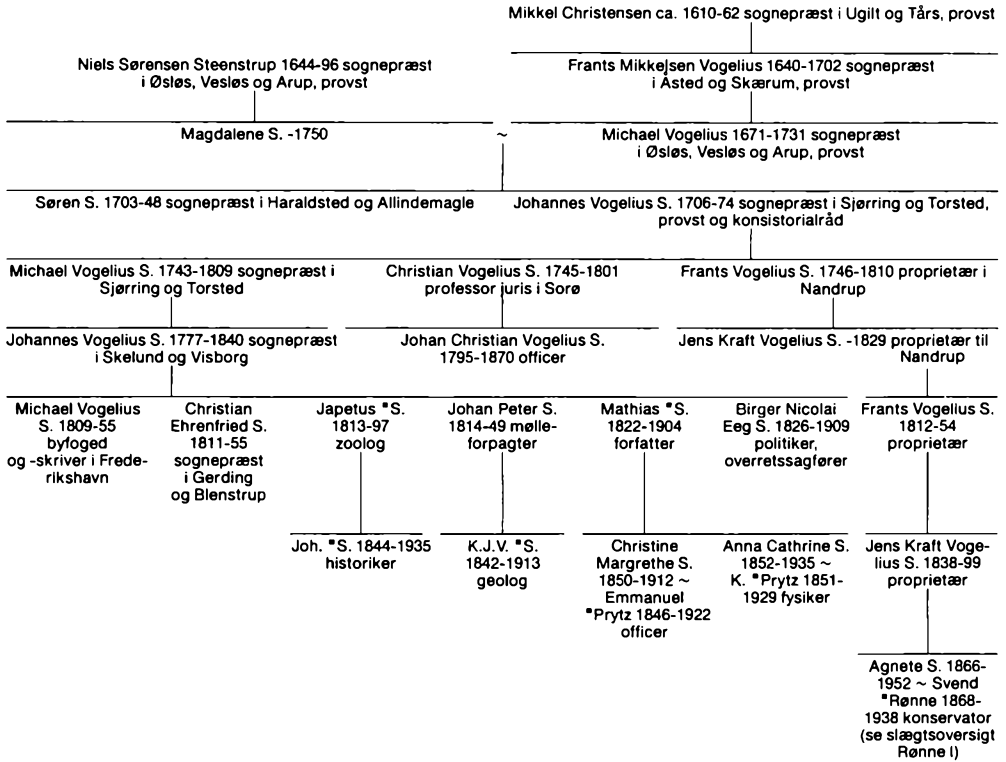 Mikkel Christensen ca. 1610-62 sognepræst i Ugilt og Tårs, provst
Niels Sørensen Steenstrup 1644-96 sognepræst
i Øsløs, Vesløs og Arup, provst
Frants Mikkelsen Vogelius 1640-1702 sognepræst
i Åsted og Skærum, provst
Magdalene S. -1750
~
Michael Vogelius 1671-1731 sognepræst
i Øsløs, Vesløs og Arup, provst
Søren S. 1703-48 sognepræst i Haraldsted og Allindemagle
Johannes Vogelius S. 1706-74 sognepræst i Sjørring og Torsted,
provst og konsistorialråd
Michael Vogelius S. 1743-1809 sognepræst i
Sjørring og Torsted
Christian Vogelius S. 1745-1801
professor juris i Sorø
Frants Vogelius S. 1746-1810 proprietær i
Nandrup
Johannes Vogelius S. 1777-1840 sognepræst
i Skelund og Visborg
Johan Christian Vogelius S.
1795-1870 officer
Jens Kraft Vogelius S. -1829 proprietær til
Nandrup
Michael Vogelius
S. 1809-55
byfoged
og -skriver i Frede-
rikshavn
Christian
Ehrenfried S.
1811-55
sognepræst
i Gerding
og Blenstrup
Japetus *S.
1813-97
zoolog
Johan Peter S.
1814-49 mølle-
forpagter
Mathias *S.
1822-1904
forfatter
Birger Nicolai
Eeg S. 1826-1909
politiker,
overretssagfører
Frants Vogelius S.
1812-54
proprietær
Joh. *S. 1844-1935
historiker
K.J.V. *S.
1842-1913
geolog
Christine
Margrethe S.
1850-1912 ~
Emmanuel
*Prytz 1846-1922
officer
Anna Cathrine S.
1852-1935 ~
K. *Prytz 1851-
1929 fysiker
Jens Kraft Voge-
lius S. 1838-99
proprietær
Agnete S. 1866-
1952 ~ Svend
*Rønne 1868-
1938 konservator
(se slægtsoversigt
Rønne I)